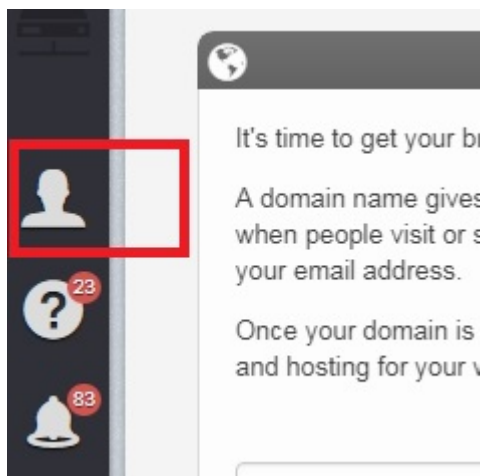 It's time to get your
A domain name gives
when people visit or
your email address.
Once your domain is
and hosting for your
?
23
83